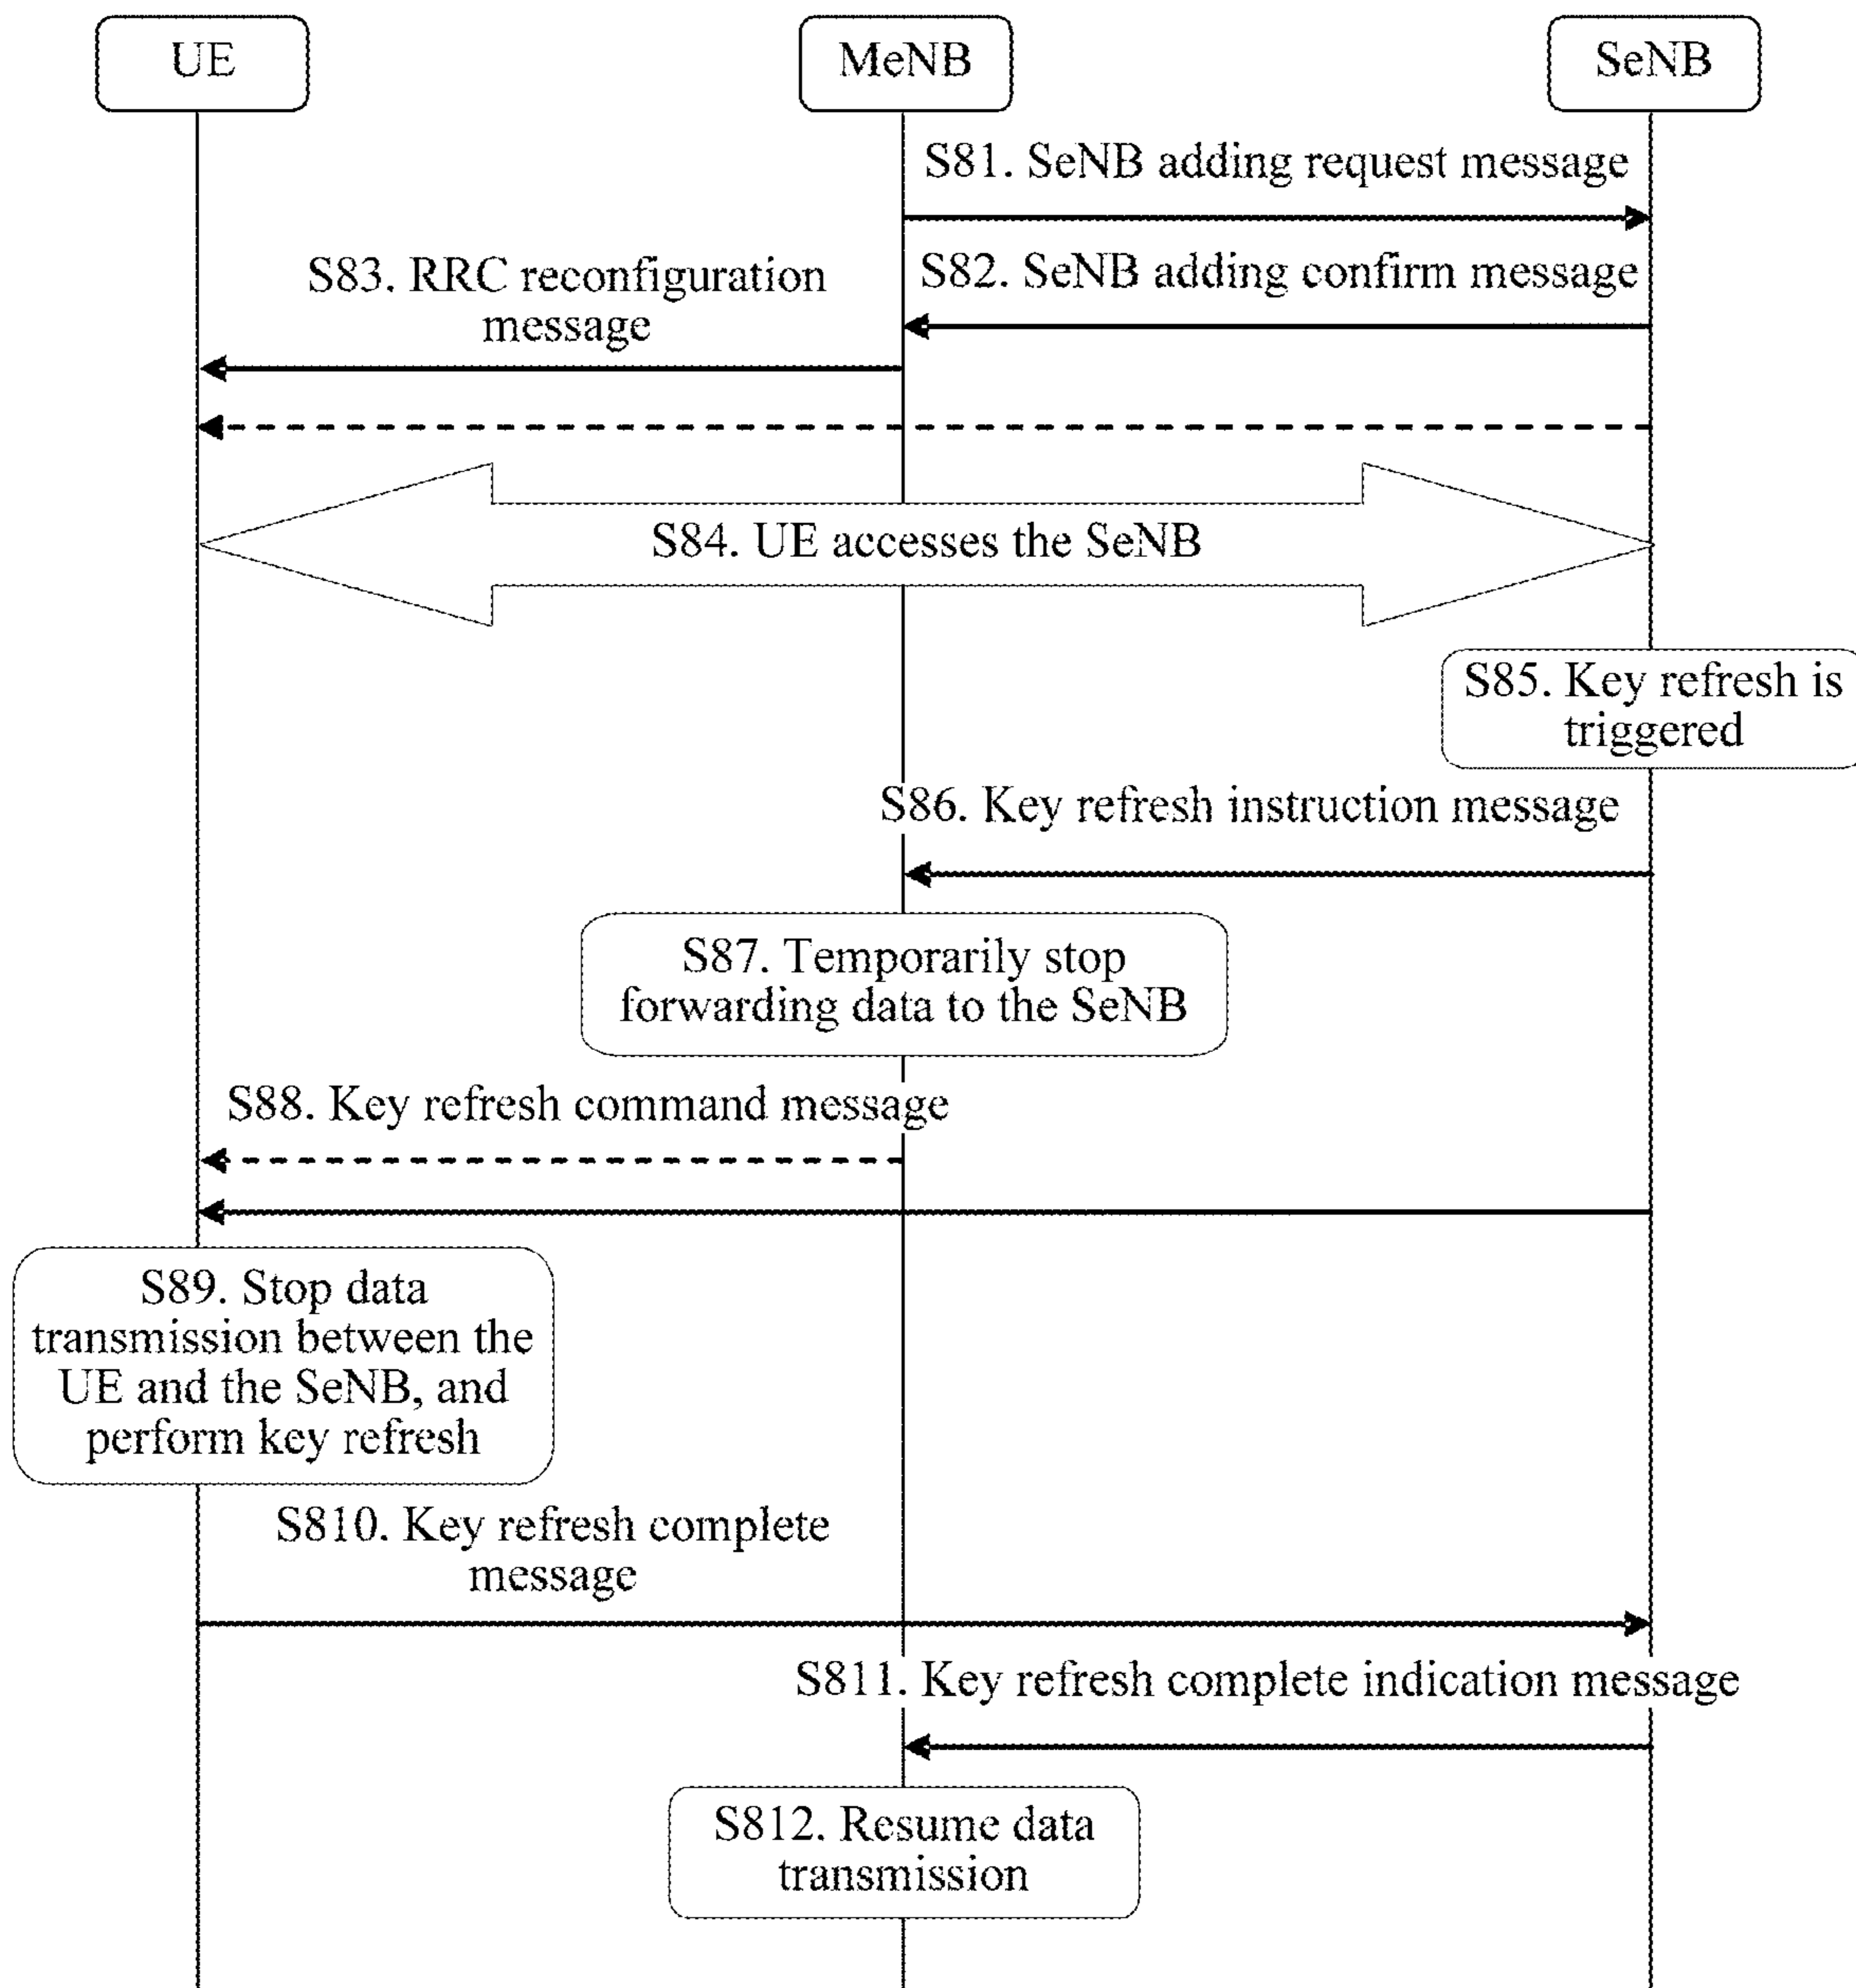 UE
MeNB
SeNB
S81. SeNB adding request message
S82. SeNB adding confirm message
S83. RRC reconfiguration
message
S84. UE accesses the SeNB
S85. Key refresh is
triggered
S86. Key refresh instruction message
S87. Temporarily stop
forwarding data to the SeNB
S88. Key refresh command message
S89. Stop data
transmission between the
UE and the SeNB, and
perform key refresh
S810. Key refresh complete
message
S811. Key refresh complete indication message
S812. Resume data
transmission